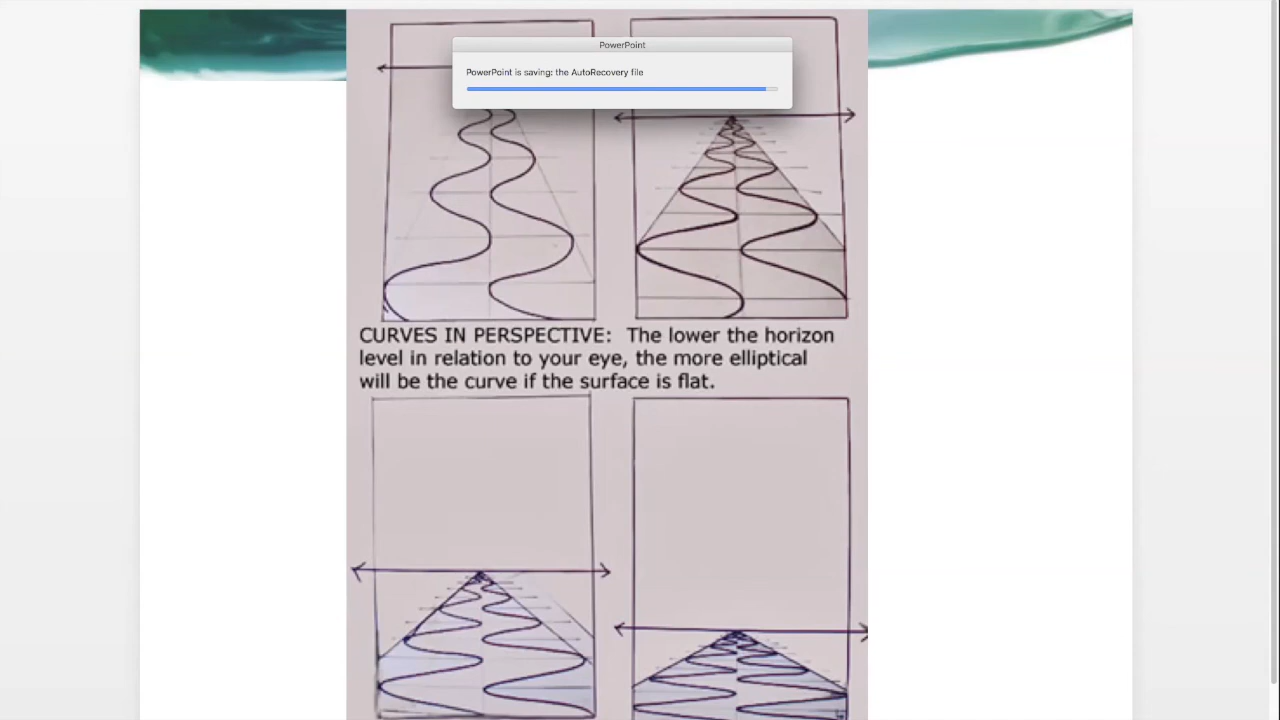 PowerPoint
PowerPoint is saving: the AutoRecovery file
CURVES IN PERSPECTIVE: The lower the horizon
level in relation to your eye, the more elliptical
will be the curve if the surface is flat.